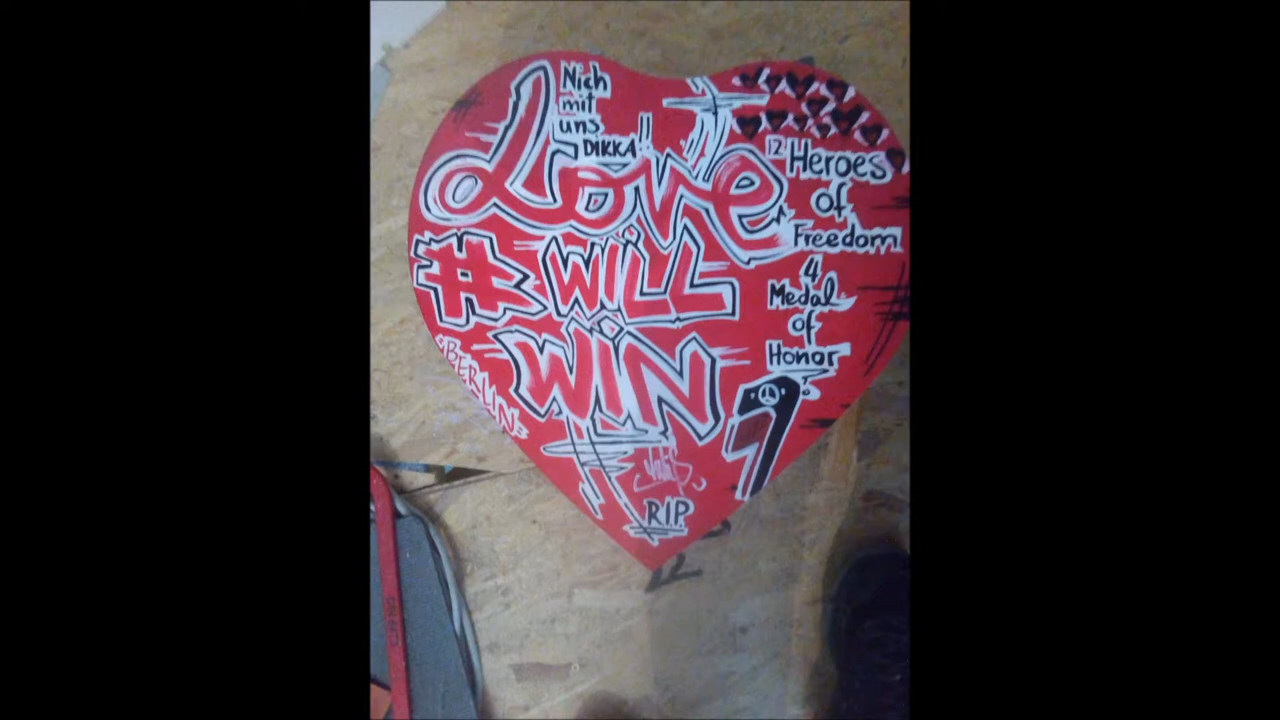 Nich
mit
uns
DIKKA!!
Love
# WILL
WIN
12 Heroes
of
Freedom
4
Medal
of
Honor
BERLIN
RIP